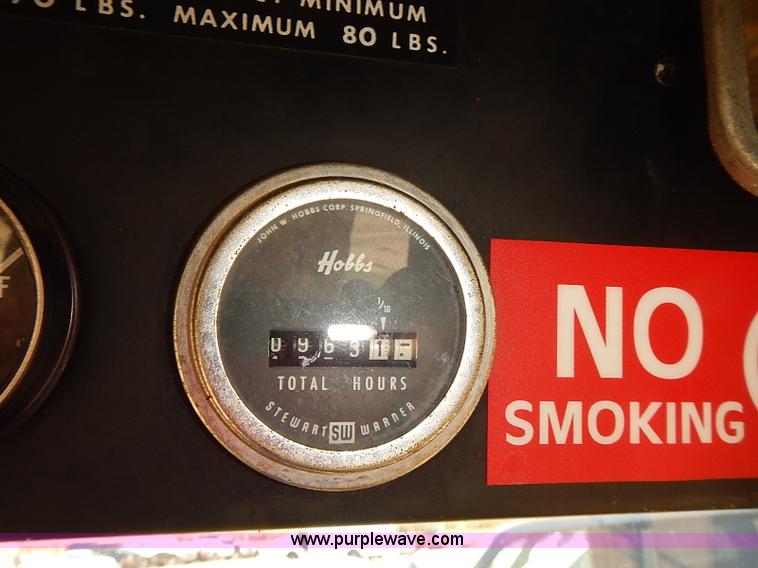 MINIMUM
LBS. MAXIMUM 80 LBS.
JOHN W. HOBBS CORP. SPRINGFIELD, ILLINOIS
Hobbs
1/10
TOTAL HOURS
STEWART SW WARNER
NO
SMOKING
F
www.purplewave.com